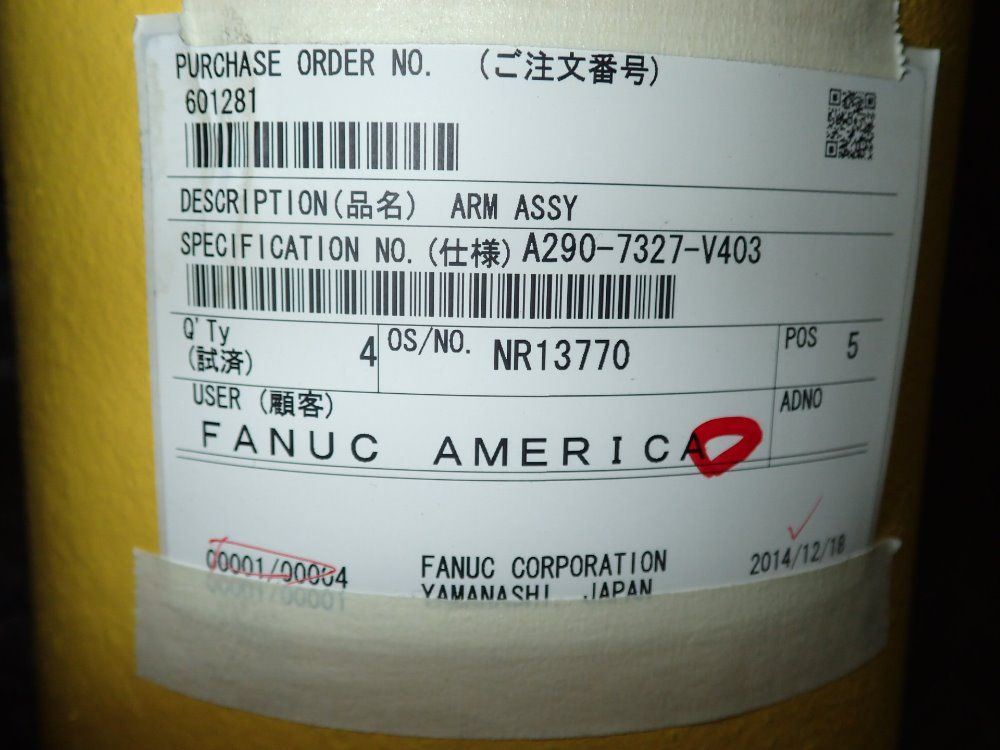 PURCHASE ORDER NO. (ご注文番号)
601281
DESCRIPTION(品名) ARM ASSY
SPECIFICATION NO.(仕様) A290-7327-V403
Q'Ty
(試済) 4
OS/NO. NR13770
POS 5
USER (顧客)
FANUC AMERICA
ADNO
00001/00004
00001/00001
FANUC CORPORATION
YAMANASHI JAPAN
2014/12/18